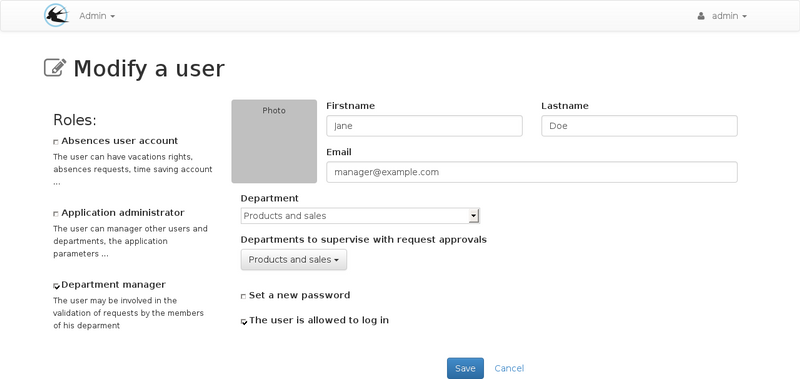 Admin
admin
Modify a user
Roles:
Absences user account
The user can have vacations rights,
absences requests, time saving account
...
Application administrator
The user can manager other users and
departments, the application
parameters ...
Department manager
The user may be involved in the
validation of requests by the members
of his deparment
Photo
Firstname
Lastname
Jane
Doe
Email
manager@example.com
Department
Products and sales
Departments to supervise with request approvals
Products and sales
Set a new password
The user is allowed to log in
Save
Cancel